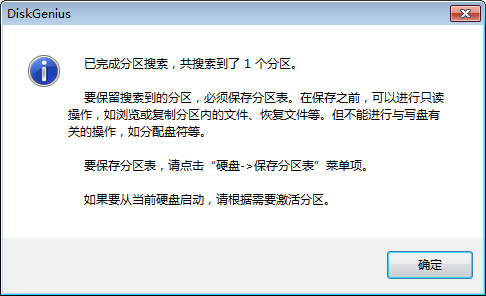 DiskGenius
已完成分区搜索，共搜索到了 1 个分区。
要保留搜索到的分区，必须保存分区表。在保存之前，可以进行只读
操作，如浏览或复制分区内的文件、恢复文件等。但不能进行与写盘有
关的操作，如分配盘符等。
要保存分区表，请点击“硬盘->保存分区表”菜单项。
如果要从当前硬盘启动，请根据需要激活分区。
确定